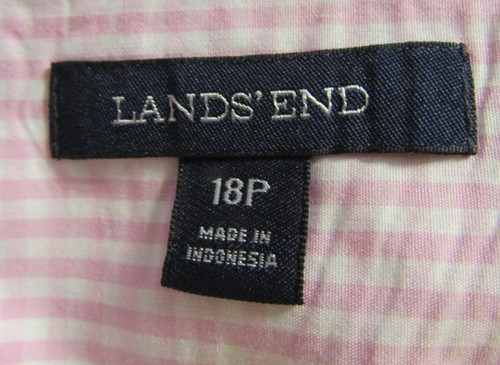 LANDS' END
18P
MADE IN
INDONESIA